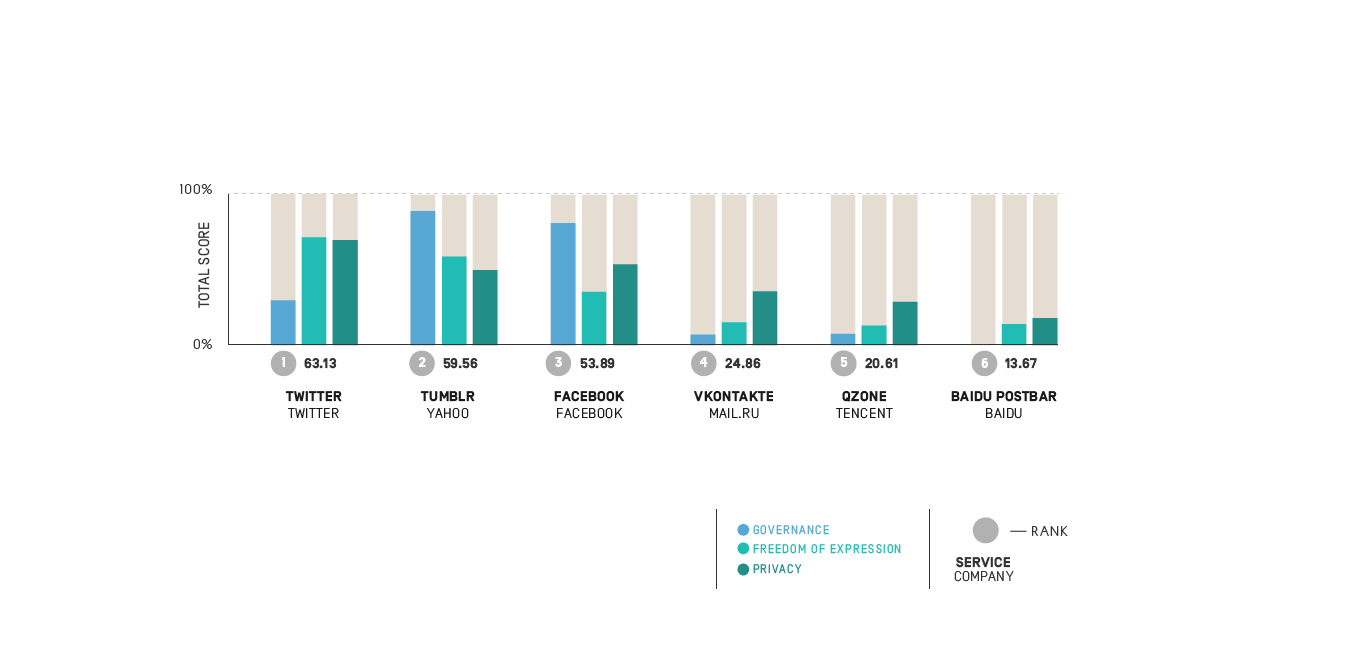 100%
TOTAL SCORE
0%
1 63.13
TWITTER
TWITTER
2 59.56
TUMBLR
YAHOO
3 53.89
FACEBOOK
FACEBOOK
4 24.86
VKONTAKTE
MAIL.RU
5 20.61
QZONE
TENCENT
6 13.67
BAIDU POSTBAR
BAIDU
GOVERNANCE
FREEDOM OF EXPRESSION
PRIVACY
— RANK
SERVICE
COMPANY